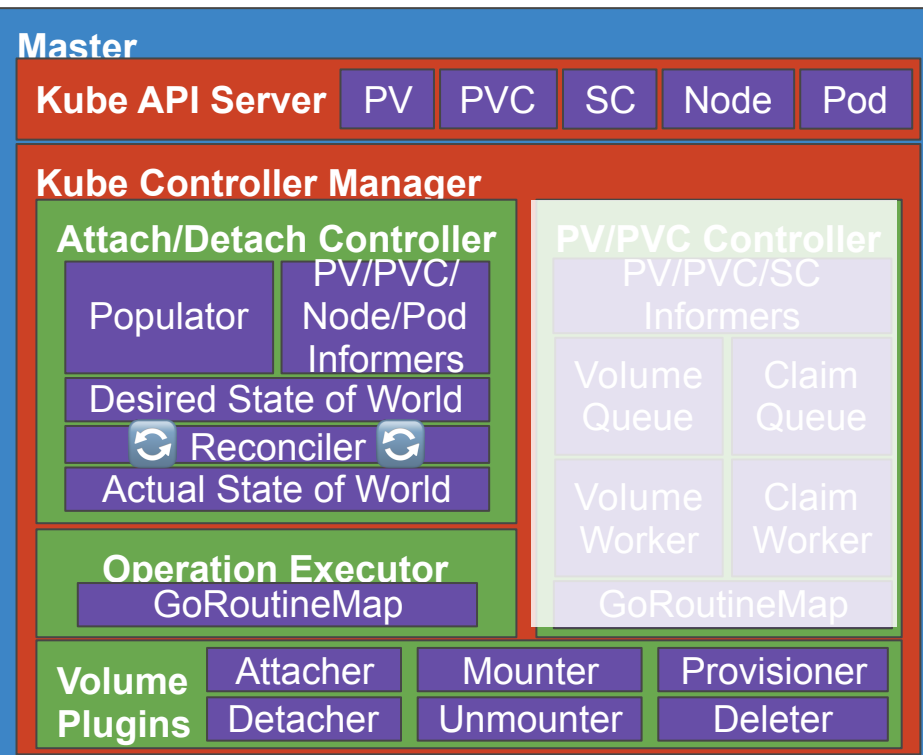 Master
Kube API Server PV PVC SC Node Pod
Kube Controller Manager
Attach/Detach Controller
Populator
PV/PVC/
Node/Pod
Informers
Desired State of World
Reconciler
Actual State of World
Operation Executor
GoRoutineMap
PV/PVC Controller
PV/PVC/SC
Informers
Volume
Queue
Claim
Queue
Volume
Worker
Claim
Worker
GoRoutineMap
Volume
Plugins
Attacher Mounter Provisioner
Detacher Unmounter Deleter